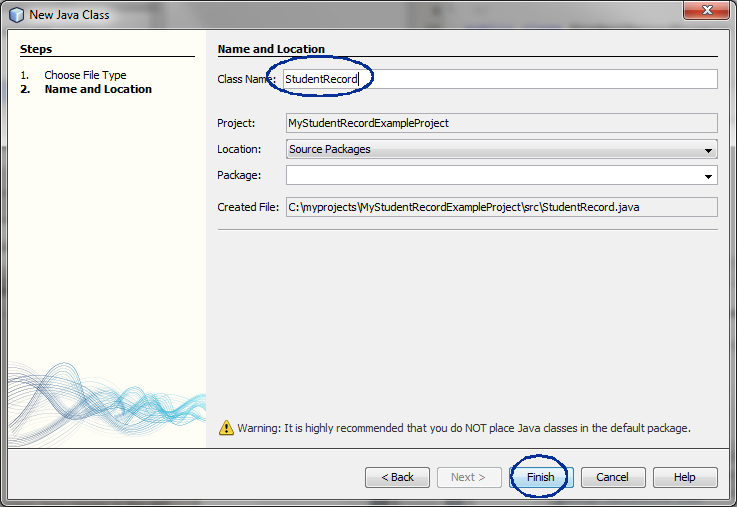 New Java Class
Steps
1. Choose File Type
2. Name and Location
Name and Location
Class Name: StudentRecord
Project: MyStudentRecordExampleProject
Location: Source Packages
Package:
Created File: C:\myprojects\MyStudentRecordExampleProject\src\StudentRecord.java
Warning: It is highly recommended that you do NOT place Java classes in the default package.
< Back Next > Finish Cancel Help